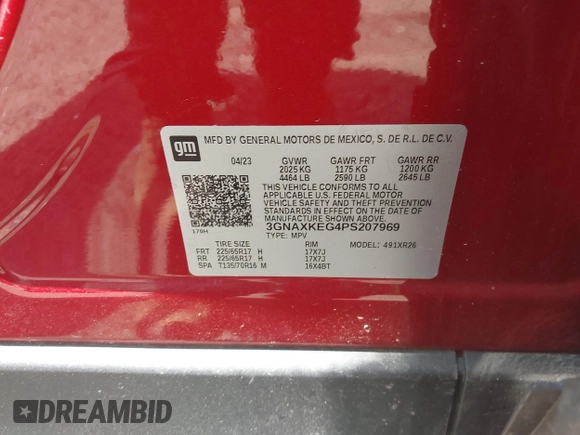 gm
MFD BY GENERAL MOTORS DE MEXICO, S. DE R.L. DE C.V.
04/23 GVWR GAWR FRT GAWR RR
2025 KG 1175 KG 1200 KG
4464 LB 2590 LB 2645 LB
THIS VEHICLE CONFORMS TO ALL
APPLICABLE U.S. FEDERAL MOTOR
VEHICLE SAFETY AND THEFT PREVENTION
STANDARDS IN EFFECT ON THE DATE OF
MANUFACTURE SHOWN ABOVE.
3GNAXKEG4PS207969
TYPE: MPV
TIRE SIZE RIM MODEL: 491XR26
FRT 225/65R17 H 17X7J
RR 225/65R17 H 17X7J
SPA T135/70R16 M 16X4BT
DREAMBID